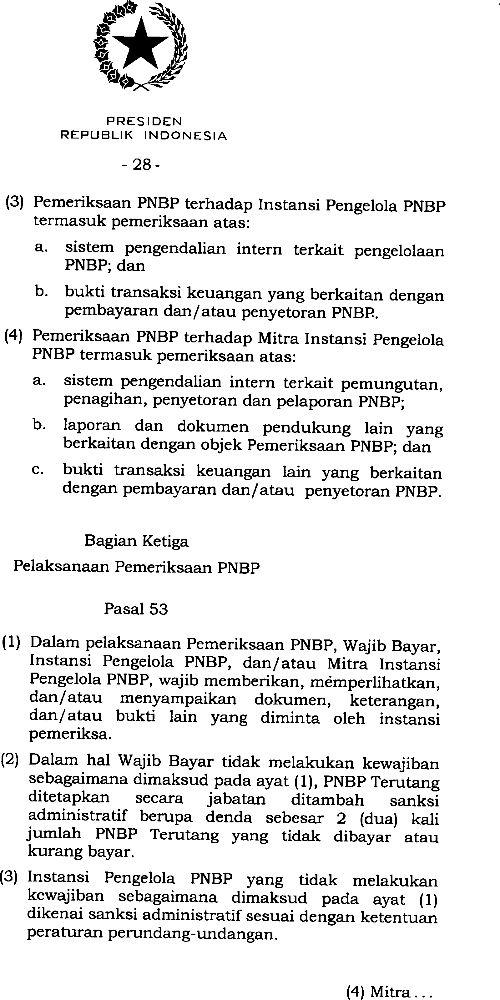 PRESIDEN
REPUBLIK INDONESIA
- 28 -
(3) Pemeriksaan PNBP terhadap Instansi Pengelola PNBP
termasuk pemeriksaan atas:
a. sistem pengendalian intern terkait pengelolaan
PNBP; dan
b. bukti transaksi keuangan yang berkaitan dengan
pembayaran dan/atau penyetoran PNBP.
(4) Pemeriksaan PNBP terhadap Mitra Instansi Pengelola
PNBP termasuk pemeriksaan atas:
a. sistem pengendalian intern terkait pemungutan,
penagihan, penyetoran dan pelaporan PNBP;
b. laporan dan dokumen pendukung lain yang
berkaitan dengan objek Pemeriksaan PNBP; dan
c. bukti transaksi keuangan lain yang berkaitan
dengan pembayaran dan/atau penyetoran PNBP.
Bagian Ketiga
Pelaksanaan Pemeriksaan PNBP
Pasal 53
(1) Dalam pelaksanaan Pemeriksaan PNBP, Wajib Bayar,
Instansi Pengelola PNBP, dan/atau Mitra Instansi
Pengelola PNBP, wajib memberikan, memperlihatkan,
dan/atau menyampaikan dokumen, keterangan,
dan/atau bukti lain yang diminta oleh instansi
pemeriksa.
(2) Dalam hal Wajib Bayar tidak melakukan kewajiban
sebagaimana dimaksud pada ayat (1), PNBP Terutang
ditetapkan secara jabatan ditambah sanksi
administratif berupa denda sebesar 2 (dua) kali
jumlah PNBP Terutang yang tidak dibayar atau
kurang bayar.
(3) Instansi Pengelola PNBP yang tidak melakukan
kewajiban sebagaimana dimaksud pada ayat (1)
dikenai sanksi administratif sesuai dengan ketentuan
peraturan perundang-undangan.
(4) Mitra . . .